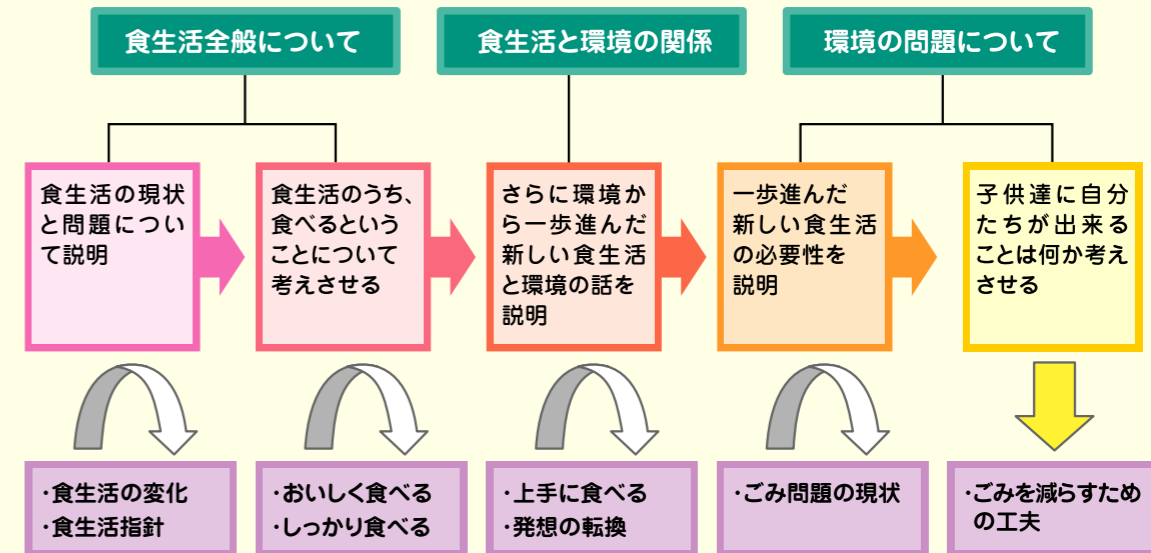 食生活全般について
食生活と環境の関係
環境の問題について
食生活の現状
と問題につい
て説明
食生活のうち、
食べるという
ことについて
考えさせる
さらに環境か
ら一歩進んだ
新しい食生活
と環境の話を
説明
一歩進んだ
新しい食生活
の必要性を
説明
子供達に自分
たちが出来る
ことは何か考え
させる
・食生活の変化
・食生活指針
・おいしく食べる
・しっかり食べる
・上手に食べる
・発想の転換
・ごみ問題の現状
・ごみを減らすため
の工夫